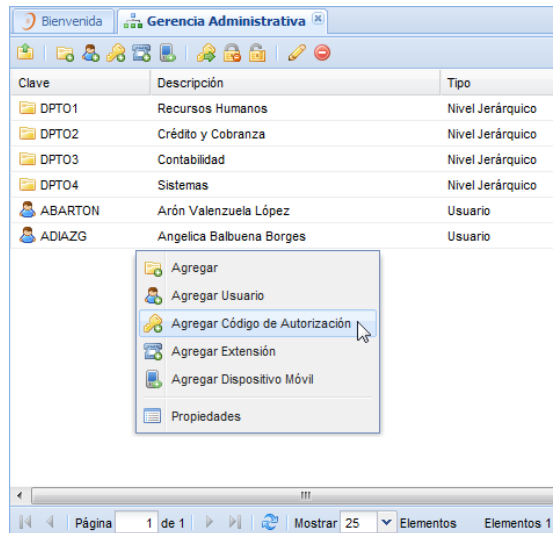 Bienvenida Gerencia Administrativa
Clave Descripción Tipo
DPTO1 Recursos Humanos Nivel Jerárquico
DPTO2 Crédito y Cobranza Nivel Jerárquico
DPTO3 Contabilidad Nivel Jerárquico
DPTO4 Sistemas Nivel Jerárquico
ABARTON Arón Valenzuela López Usuario
ADIAZG Angelica Balbuena Borges Usuario
Agregar
Agregar Usuario
Agregar Código de Autorización
Agregar Extensión
Agregar Dispositivo Móvil
Propiedades
Página 1 de 1 Mostrar 25 Elementos Elementos 1